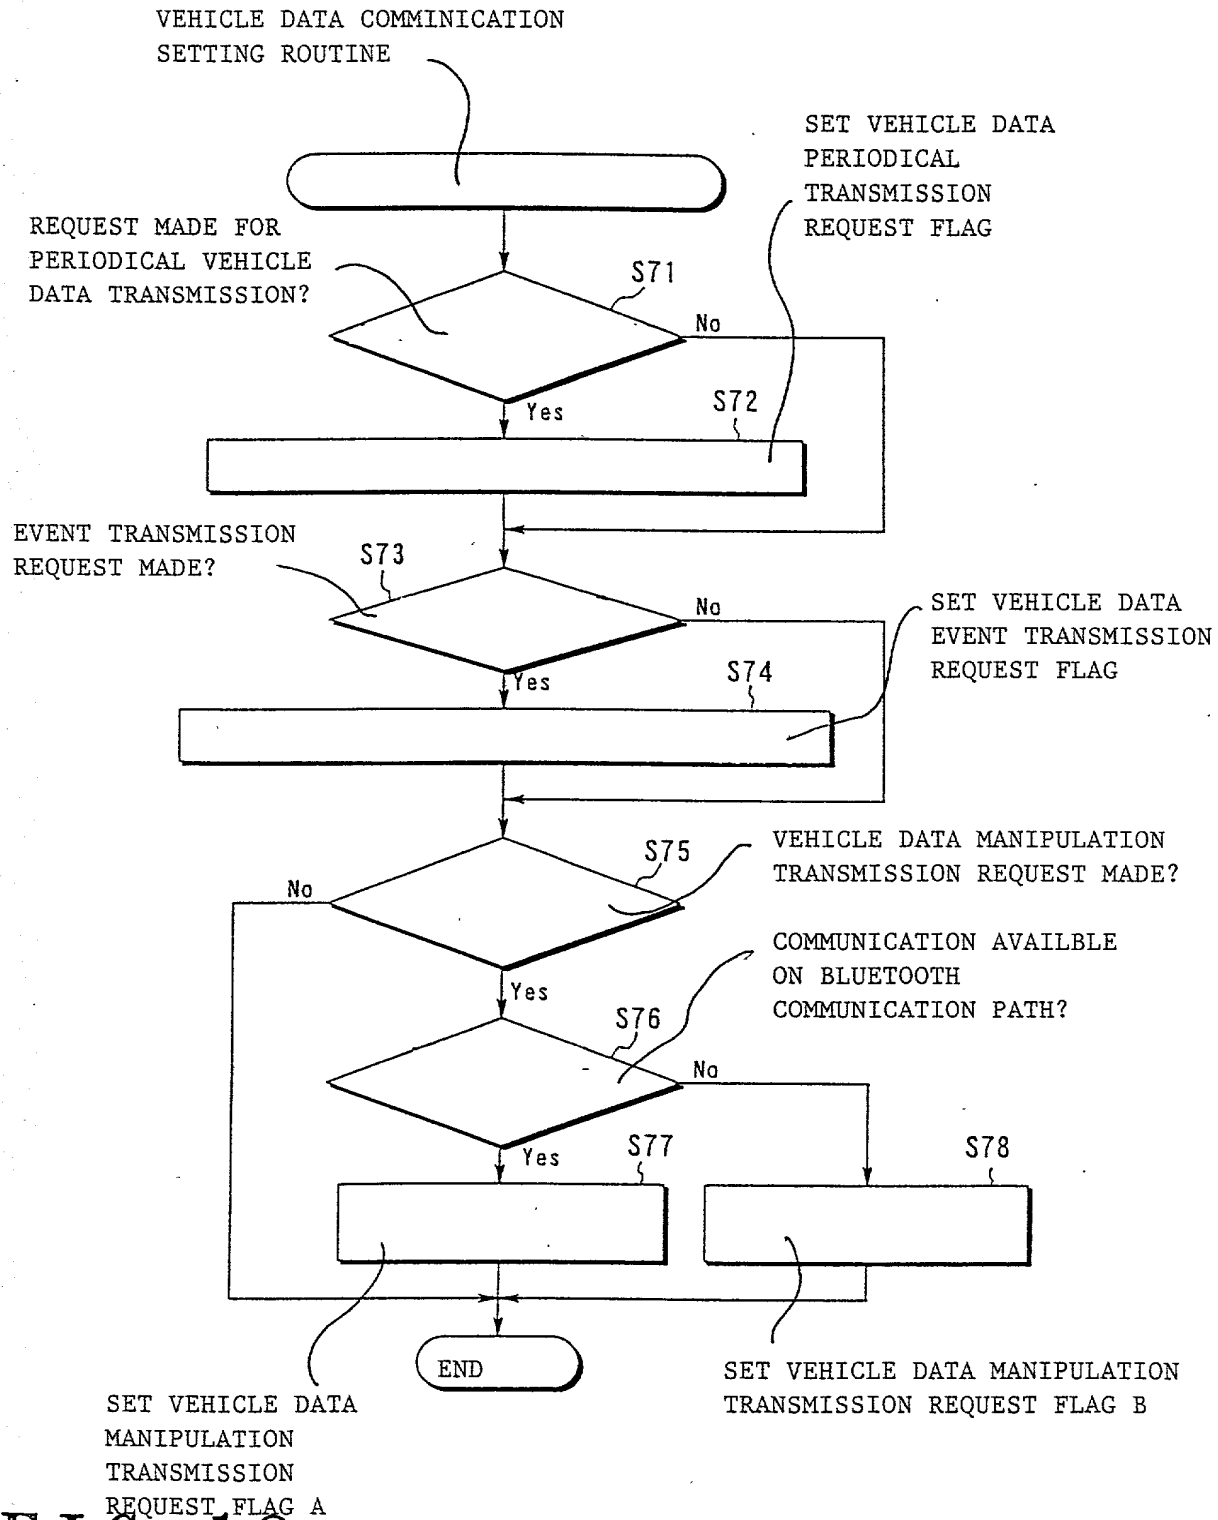 VEHICLE DATA COMMINICATION
SETTING ROUTINE
SET VEHICLE DATA
PERIODICAL
TRANSMISSION
REQUEST FLAG
REQUEST MADE FOR
PERIODICAL VEHICLE
DATA TRANSMISSION?
S71
No
Yes
S72
EVENT TRANSMISSION
REQUEST MADE?
S73
No
SET VEHICLE DATA
EVENT TRANSMISSION
REQUEST FLAG
Yes
S74
VEHICLE DATA MANIPULATION
TRANSMISSION REQUEST MADE?
S75
No
COMMUNICATION AVAILBLE
ON BLUETOOTH
COMMUNICATION PATH?
Yes
S76
No
Yes
S77
S78
END
SET VEHICLE DATA MANIPULATION
TRANSMISSION REQUEST FLAG B
SET VEHICLE DATA
MANIPULATION
TRANSMISSION
REQUEST FLAG A